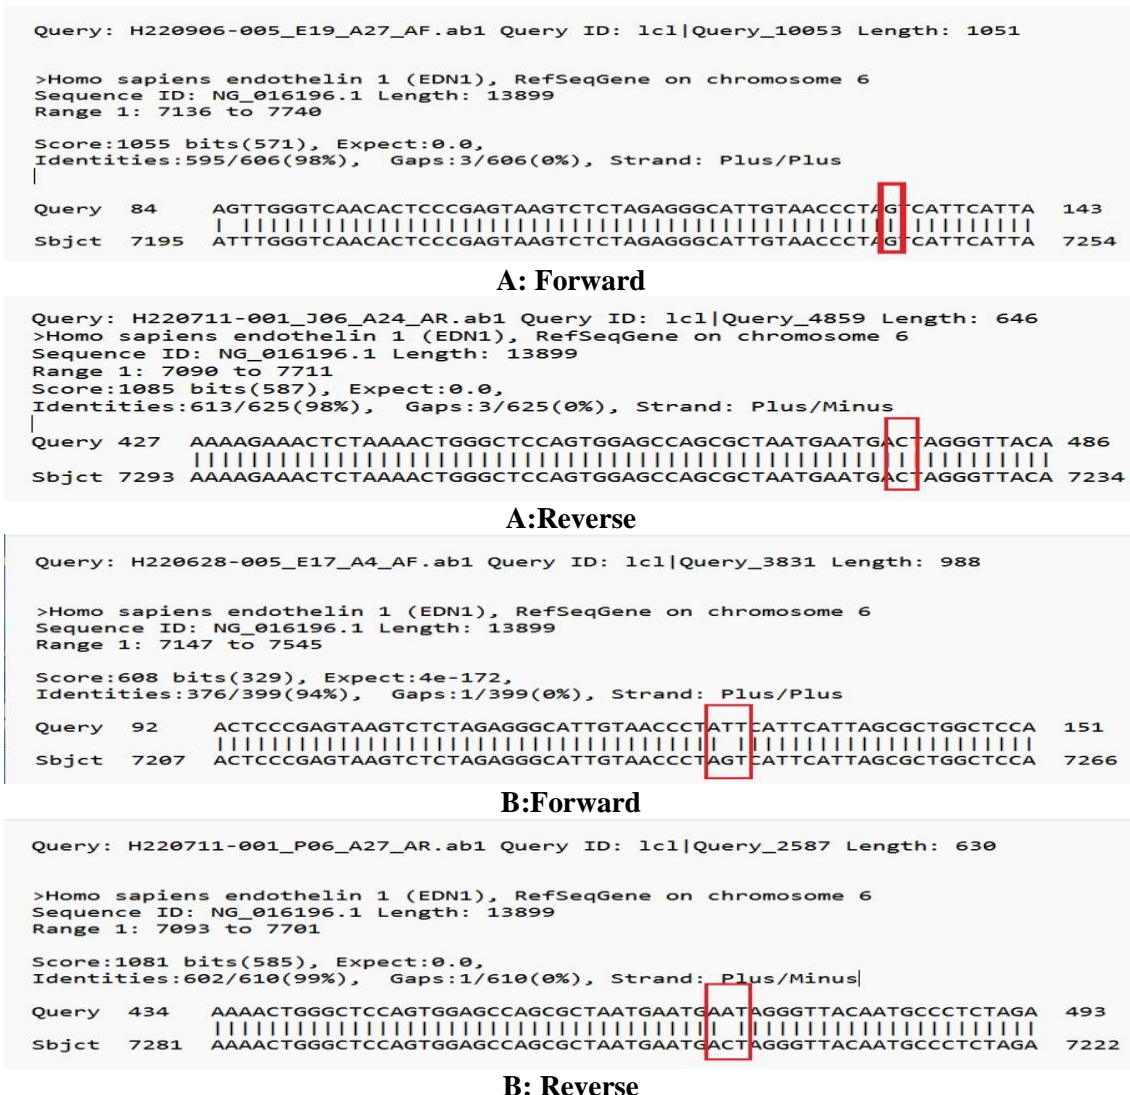 Query: H220906-005_E19_A27_AF.ab1 Query ID: lcl|Query_10053 Length: 1051
>Homo sapiens endothelin 1 (EDN1), RefSeqGene on chromosome 6
Sequence ID: NG_016196.1 Length: 13899
Range 1: 7136 to 7740
Score:1055 bits(571), Expect:0.0,
Identities:595/606(98%), Gaps:3/606(0%), Strand: Plus/Plus
Query 84 AGTTGGGTCAACACTCCCGAGTAAGTCTCTAGAGGGCATTGTAACCCTAGTCATTCATTA 143
Sbjct 7195 ATTTGGGTCAACACTCCCGAGTAAGTCTCTAGAGGGCATTGTAACCCTAGTCATTCATTA 7254
A: Forward
Query: H220711-001_J06_A24_AR.ab1 Query ID: lcl|Query_4859 Length: 646
>Homo sapiens endothelin 1 (EDN1), RefSeqGene on chromosome 6
Sequence ID: NG_016196.1 Length: 13899
Range 1: 7090 to 7711
Score:1085 bits(587), Expect:0.0,
Identities:613/625(98%), Gaps:3/625(0%), Strand: Plus/Minus
Query 427 AAAAGAAACTCTAAAACTGGGCTCCAGTGGAGCCAGCGCTAATGAATGACTAGGGTTACA 486
Sbjct 7293 AAAAGAAACTCTAAAACTGGGCTCCAGTGGAGCCAGCGCTAATGAATGACTAGGGTTACA 7234
A:Reverse
Query: H220628-005_E17_A4_AF.ab1 Query ID: lcl|Query_3831 Length: 988
>Homo sapiens endothelin 1 (EDN1), RefSeqGene on chromosome 6
Sequence ID: NG_016196.1 Length: 13899
Range 1: 7147 to 7545
Score:608 bits(329), Expect:4e-172,
Identities:376/399(94%), Gaps:1/399(0%), Strand: Plus/Plus
Query 92 ACTCCCGAGTAAGTCTCTAGAGGGCATTGTAACCCTATTCATTCATTAGCGCTGGCTCCA 151
Sbjct 7207 ACTCCCGAGTAAGTCTCTAGAGGGCATTGTAACCCTAGTCATTCATTAGCGCTGGCTCCA 7266
B:Forward
Query: H220711-001_P06_A27_AR.ab1 Query ID: lcl|Query_2587 Length: 630
>Homo sapiens endothelin 1 (EDN1), RefSeqGene on chromosome 6
Sequence ID: NG_016196.1 Length: 13899
Range 1: 7093 to 7701
Score:1081 bits(585), Expect:0.0,
Identities:602/610(99%), Gaps:1/610(0%), Strand: Plus/Minus
Query 434 AAAACTGGGCTCCAGTGGAGCCAGCGCTAATGAATGAATAGGGTTACAATGCCCTCTAGA 493
Sbjct 7281 AAAACTGGGCTCCAGTGGAGCCAGCGCTAATGAATGACTAGGGTTACAATGCCCTCTAGA 7222
B: Reverse